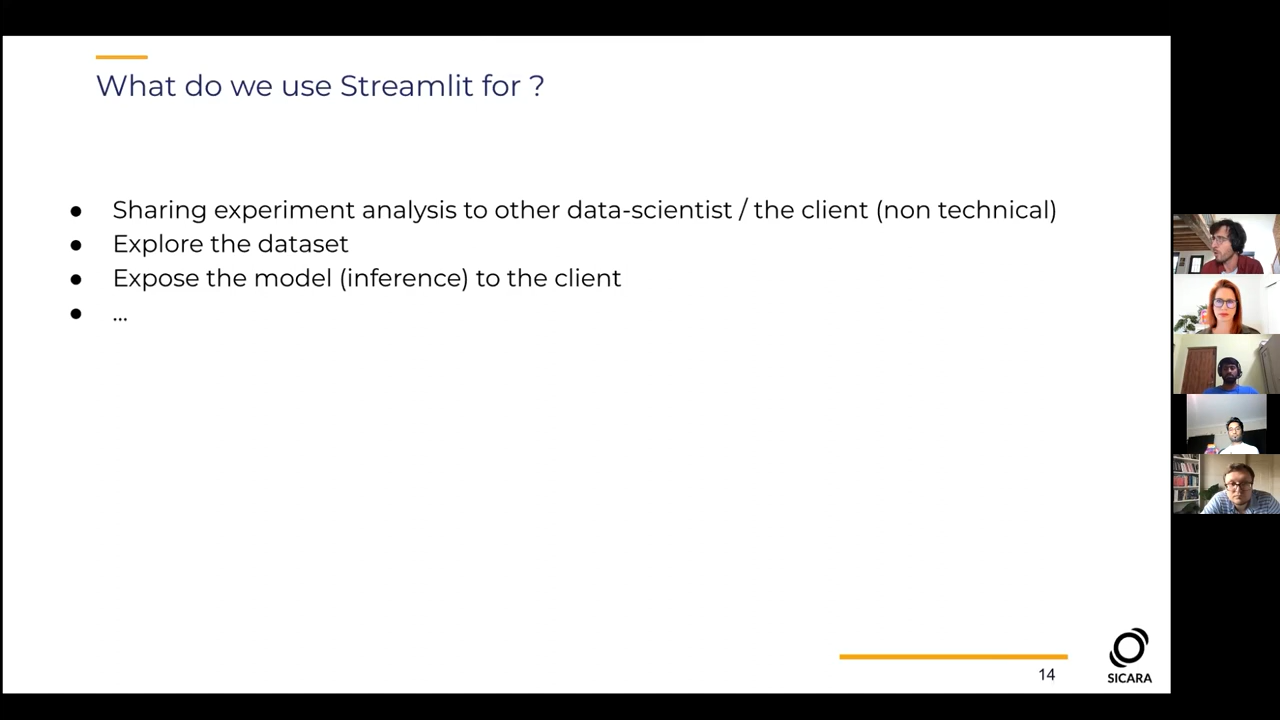 What do we use Streamlit for ?
● Sharing experiment analysis to other data-scientist / the client (non technical)
● Explore the dataset
● Expose the model (inference) to the client
● ...
14
SICARA